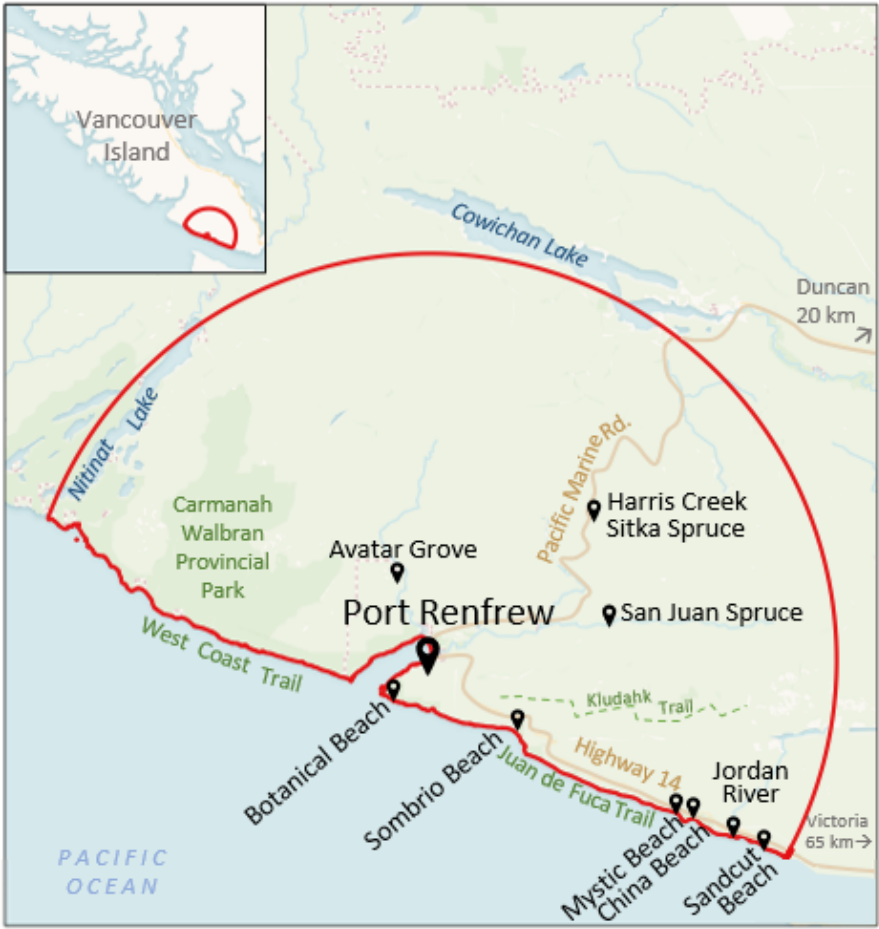 Vancouver
Island
Cowichan Lake
Duncan
20 km
Nitinat Lake
Pacific Marine Rd.
Carmanah
Walbran
Provincial
Park
Harris Creek
Sitka Spruce
Avatar Grove
Port Renfrew
San Juan Spruce
West Coast Trail
Kludahk Trail
Botanical Beach
Sombrio Beach
Highway 14
Juan de Fuca Trail
Jordan
River
Victoria
65 km
Mystic Beach
China Beach
Sandcut
Beach
PACIFIC
OCEAN